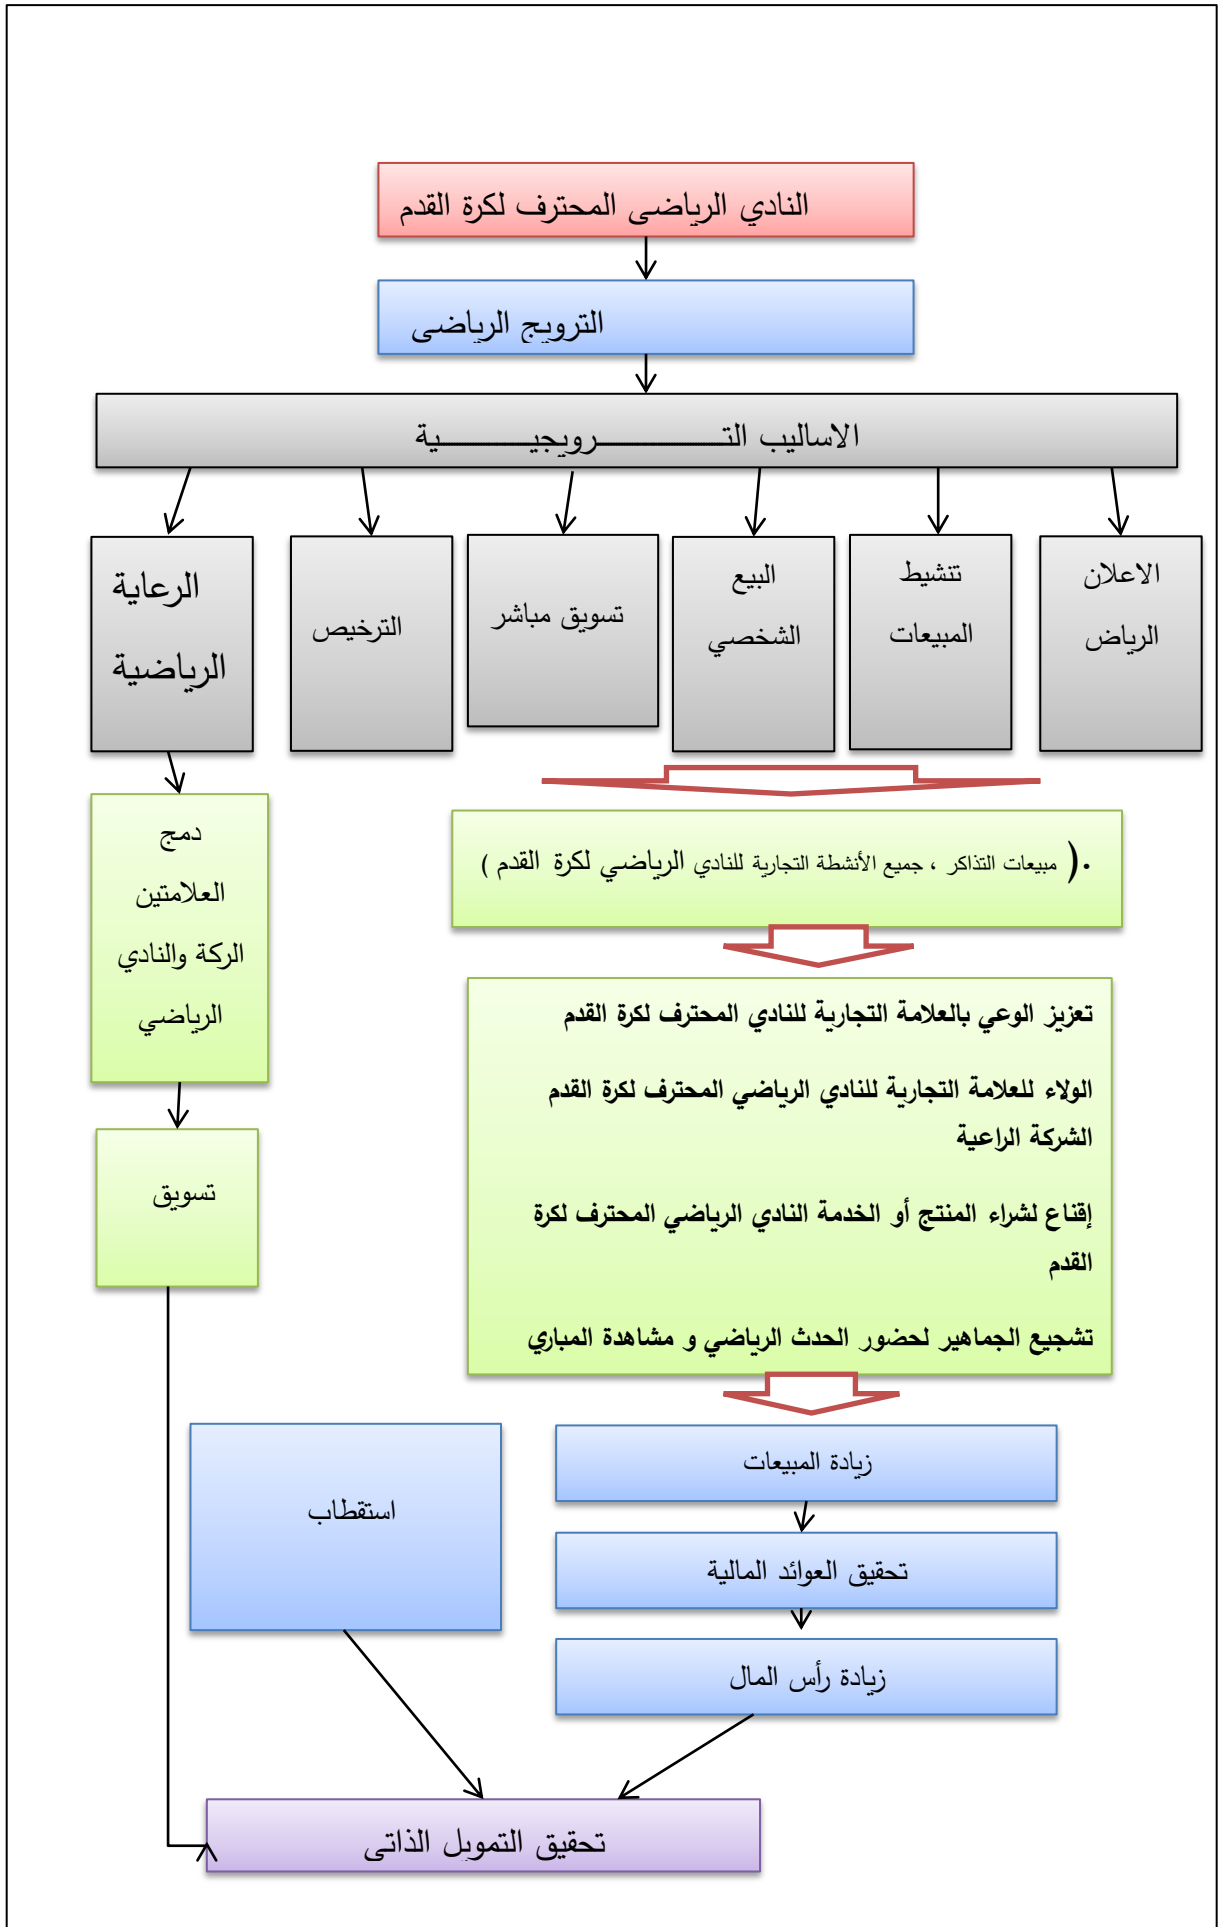 النادي الرياضى المحترف لكرة القدم
الترويج الرياضى
الاساليب التـــــــــــــرويجيـــــــــية
الاعلان
الرياض
تنشيط
المبيعات
البيع
الشخصي
تسويق مباشر
الترخيص
الرعاية
الرياضية
.( مبيعات التذاكر ، جميع الأنشطة التجارية للنادي الرياضي لكرة القدم )
دمج
العلامتين
الركة والنادي
الرياضي
تعزيز الوعي بالعلامة التجارية للنادي المحترف لكرة القدم
الولاء للعلامة التجارية للنادي الرياضي المحترف لكرة القدم
الشركة الراعية
إقناع لشراء المنتج أو الخدمة النادي الرياضي المحترف لكرة
القدم
تشجيع الجماهير لحضور الحدث الرياضي و مشاهدة المباري
تسويق
زيادة المبيعات
استقطاب
تحقيق العوائد المالية
زيادة رأس المال
تحقيق التمويل الذاتى